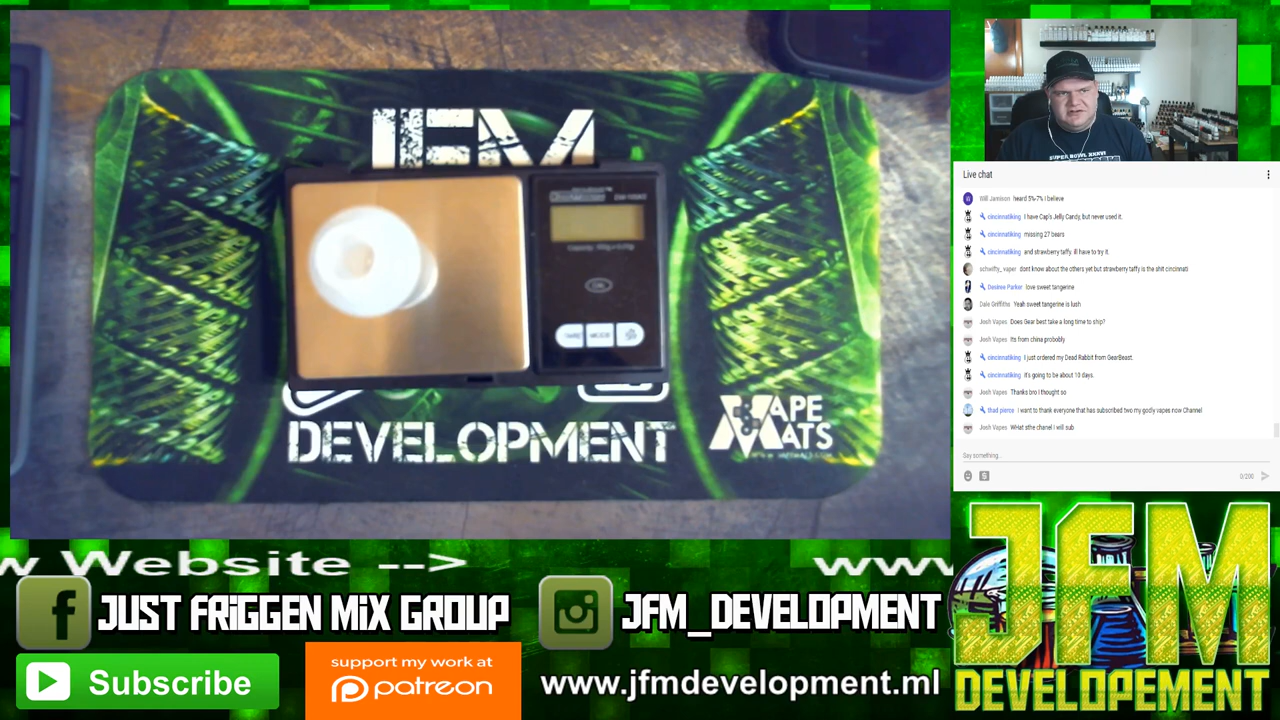 JFM
DEVELOPMENT
VAPE
MATS
SUPER BOWL XXXVI
Live chat
Will Jamison heard 5%-7% I believe
cincinnatiking I have Cap's Jelly Candy, but never used it.
cincinnatiking missing 27 bears
cincinnatiking and strawberry taffy. ill have to try it.
schwifty_vaper dont know about the others yet but strawberry taffy is the shit cincinnati
Desiree Parker love sweet tangerine
Dale Griffiths Yeah sweet tangerine is lush
Josh Vapes Does Gear best take a long time to ship?
Josh Vapes Its from china probobly
cincinnatiking I just ordered my Dead Rabbit from GearBeast.
cincinnatiking it's going to be about 10 days.
Josh Vapes Thanks bro I thought so
thad pierce I want to thank everyone that has subscribed two my godly vapes now Channel
Josh Vapes WHat sthe chanel i will sub
Say something...
0/200
w Website --> www
JUST FRIGGEN MIX GROUP
JFM_DEVELOPMENT
Subscribe
support my work at
patreon
www.jfmdevelopment.ml
JFM
DEVELOPEMENT